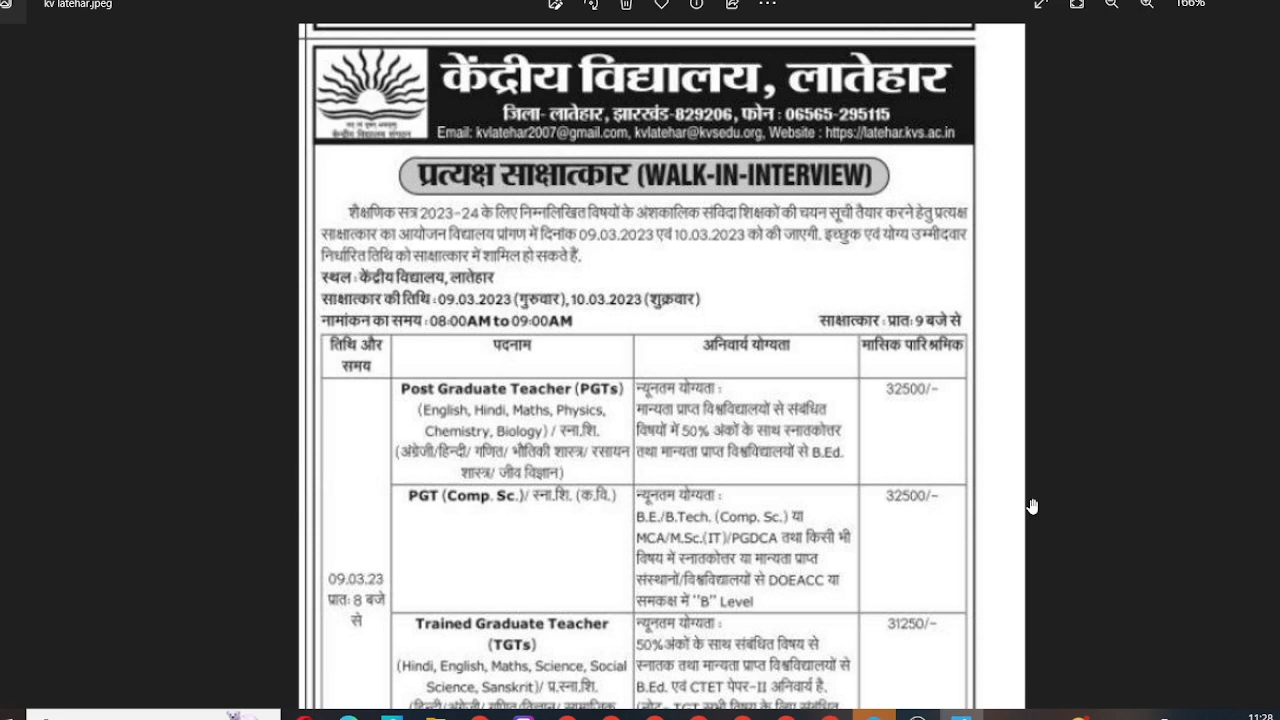 kv latehar.jpeg
166%
केंद्रीय विद्यालय, लातेहार
जिला- लातेहार, झारखंड-829206, फोन : 06565-295115
केन्द्रीय विद्यालय संगठन
Email: kvlatehar2007@gmail.com, kvlatehar@kvsedu.org, Website : https://latehar.kvs.ac.in
प्रत्यक्ष साक्षात्कार (WALK-IN-INTERVIEW)
शैक्षणिक सत्र 2023-24 के लिए निम्नलिखित विषयों के अंशकालिक संविदा शिक्षकों की चयन सूची तैयार करने हेतु प्रत्यक्ष
साक्षात्कार का आयोजन विद्यालय प्रांगण में दिनांक 09.03.2023 एवं 10.03.2023 को की जाएगी. इच्छुक एवं योग्य उम्मीदवार
निर्धारित तिथि को साक्षात्कार में शामिल हो सकते हैं.
स्थल : केंद्रीय विद्यालय, लातेहार
साक्षात्कार की तिथि : 09.03.2023 (गुरुवार), 10.03.2023 (शुक्रवार)
नामांकन का समय : 08:00AM to 09:00AM साक्षात्कार : प्रातः 9 बजे से
तिथि और
समय
पदनाम
अनिवार्य योग्यता
मासिक पारिश्रमिक
09.03.23
प्रातः 8 बजे
से
Post Graduate Teacher (PGTs)
(English, Hindi, Maths, Physics,
Chemistry, Biology) / स्ना.शि.
(अंग्रेजी/हिन्दी/ गणित/ भौतिकी शास्त्र/ रसायन
शास्त्र/ जीव विज्ञान)
न्यूनतम योग्यता :
मान्यता प्राप्त विश्वविद्यालयों से संबंधित
विषयों में 50% अंकों के साथ स्नातकोत्तर
तथा मान्यता प्राप्त विश्वविद्यालयों से B.Ed.
32500/-
PGT (Comp. Sc.)/ स्ना.शि. (क.वि.)
न्यूनतम योग्यता :
B.E./B.Tech. (Comp. Sc.) या
MCA/M.Sc.(IT)/PGDCA तथा किसी भी
विषय में स्नातकोत्तर या मान्यता प्राप्त
संस्थानों/विश्वविद्यालयों से DOEACC या
समकक्ष में "B" Level
32500/-
Trained Graduate Teacher
(TGTs)
(Hindi, English, Maths, Science, Social
Science, Sanskrit)/ प्र.स्ना.शि.
(हिन्दी/अंग्रेजी/ गणित/विज्ञान/ सामाजिक
न्यूनतम योग्यता :
50%अंकों के साथ संबंधित विषय से
स्नातक तथा मान्यता प्राप्त विश्वविद्यालयों से
B.Ed. एवं CTET पेपर-II अनिवार्य है.
(नोट- TGT सभी विषय के लिए संबंधित
31250/-
11:28